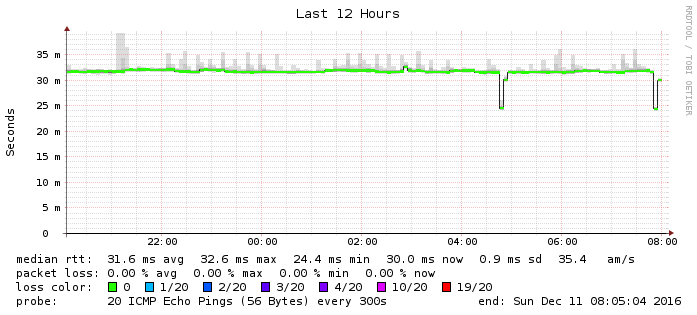 Last 12 Hours
RRDTOOL / TOBI OETIKER
Seconds
35 m
30 m
25 m
20 m
15 m
10 m
5 m
0
22:00 00:00 02:00 04:00 06:00 08:00
median rtt: 31.6 ms avg 32.6 ms max 24.4 ms min 30.0 ms now 0.9 ms sd 35.4 am/s
packet loss: 0.00 % avg 0.00 % max 0.00 % min 0.00 % now
loss color: 0 1/20 2/20 3/20 4/20 10/20 19/20
probe: 20 ICMP Echo Pings (56 Bytes) every 300s end: Sun Dec 11 08:05:04 2016